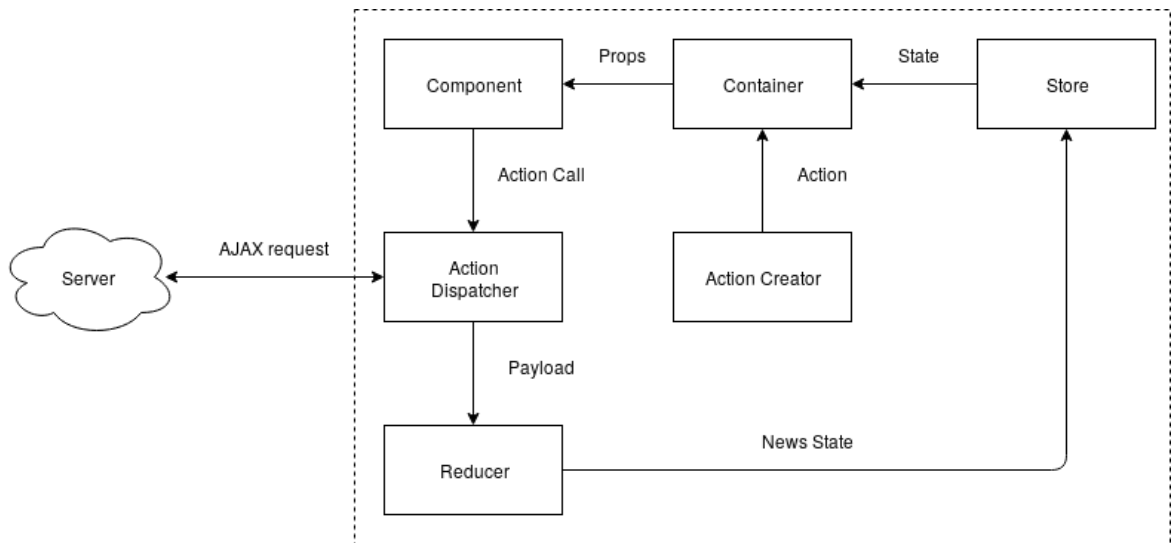 Props
State
Component
Container
Store
Action Call
Action
AJAX request
Server
Action
Dispatcher
Action Creator
Payload
News State
Reducer